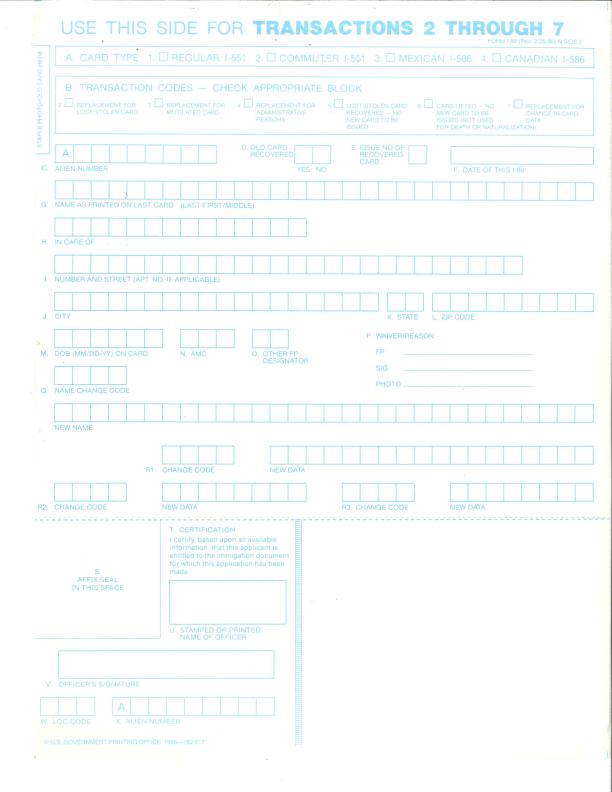 USE THIS SIDE FOR TRANSACTIONS 2 THROUGH 7
FORM I-89 (Rev. 2/25/86) N SIDE 2
STAPLE PHOTO/OLD CARD HERE
A. CARD TYPE 1. REGULAR I-551 2. COMMUTER I-551 3. MEXICAN I-586 4. CANADIAN I-586
B. TRANSACTION CODES — CHECK APPROPRIATE BLOCK
2. REPLACEMENT FOR LOST/STOLEN CARD
3. REPLACEMENT FOR MUTILATED CARD
4. REPLACEMENT FOR ADMINISTRATIVE REASONS
5. LOST STOLEN CARD RECOVERED — NO NEW CARD TO BE ISSUED
6. CARD LIFTED — NO NEW CARD TO BE ISSUED (NOT USED FOR DEATH OR NATURALIZATION)
7. REPLACEMENT FOR CHANGE IN CARD DATA
A
C. ALIEN NUMBER
D. OLD CARD RECOVERED
YES NO
E. ISSUE NO OF RECOVERED CARD
F. DATE OF THIS I-89
G. NAME AS PRINTED ON LAST CARD (LAST/FIRST/MIDDLE)
H. IN CARE OF
I. NUMBER AND STREET (APT. NO. IF APPLICABLE)
J. CITY
K. STATE
L. ZIP CODE
M. DOB (MM/DD/YY) ON CARD
N. AMC
O. OTHER FP DESIGNATOR
P. WAIVER/REASON
FP
SIG
PHOTO
Q. NAME CHANGE CODE
NEW NAME
R1. CHANGE CODE
NEW DATA
R2. CHANGE CODE
NEW DATA
R3. CHANGE CODE
NEW DATA
S.
AFFIX SEAL
IN THIS SPACE
T. CERTIFICATION
I certify, based upon all available
information, that this applicant is
entitled to the immigration document
for which this application has been
made.
U. STAMPED OR PRINTED
NAME OF OFFICER
V. OFFICER'S SIGNATURE
W. LOC CODE
A
X. ALIEN NUMBER
U.S. GOVERNMENT PRINTING OFFICE: 1986—